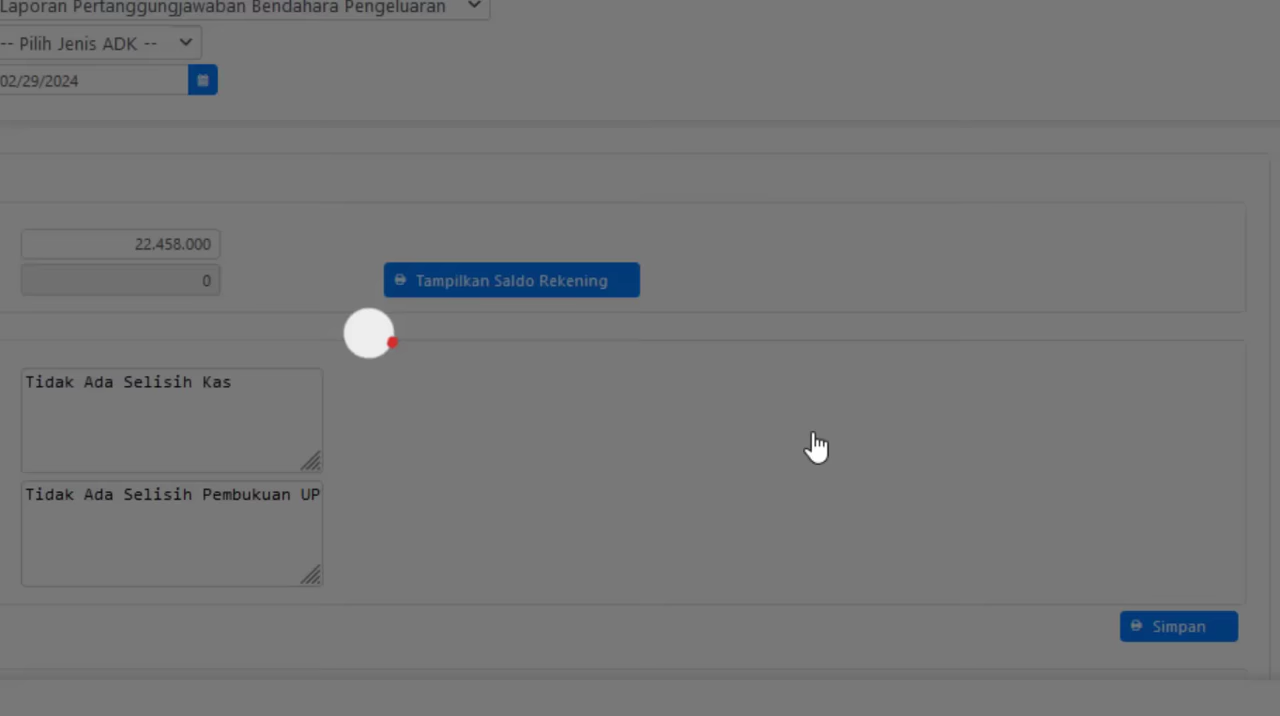 Laporan Pertanggungjawaban Bendahara Pengeluaran
-- Pilih Jenis ADK --
02/29/2024
22.458.000
0
Tampilkan Saldo Rekening
Tidak Ada Selisih Kas
Tidak Ada Selisih Pembukuan UP
Simpan